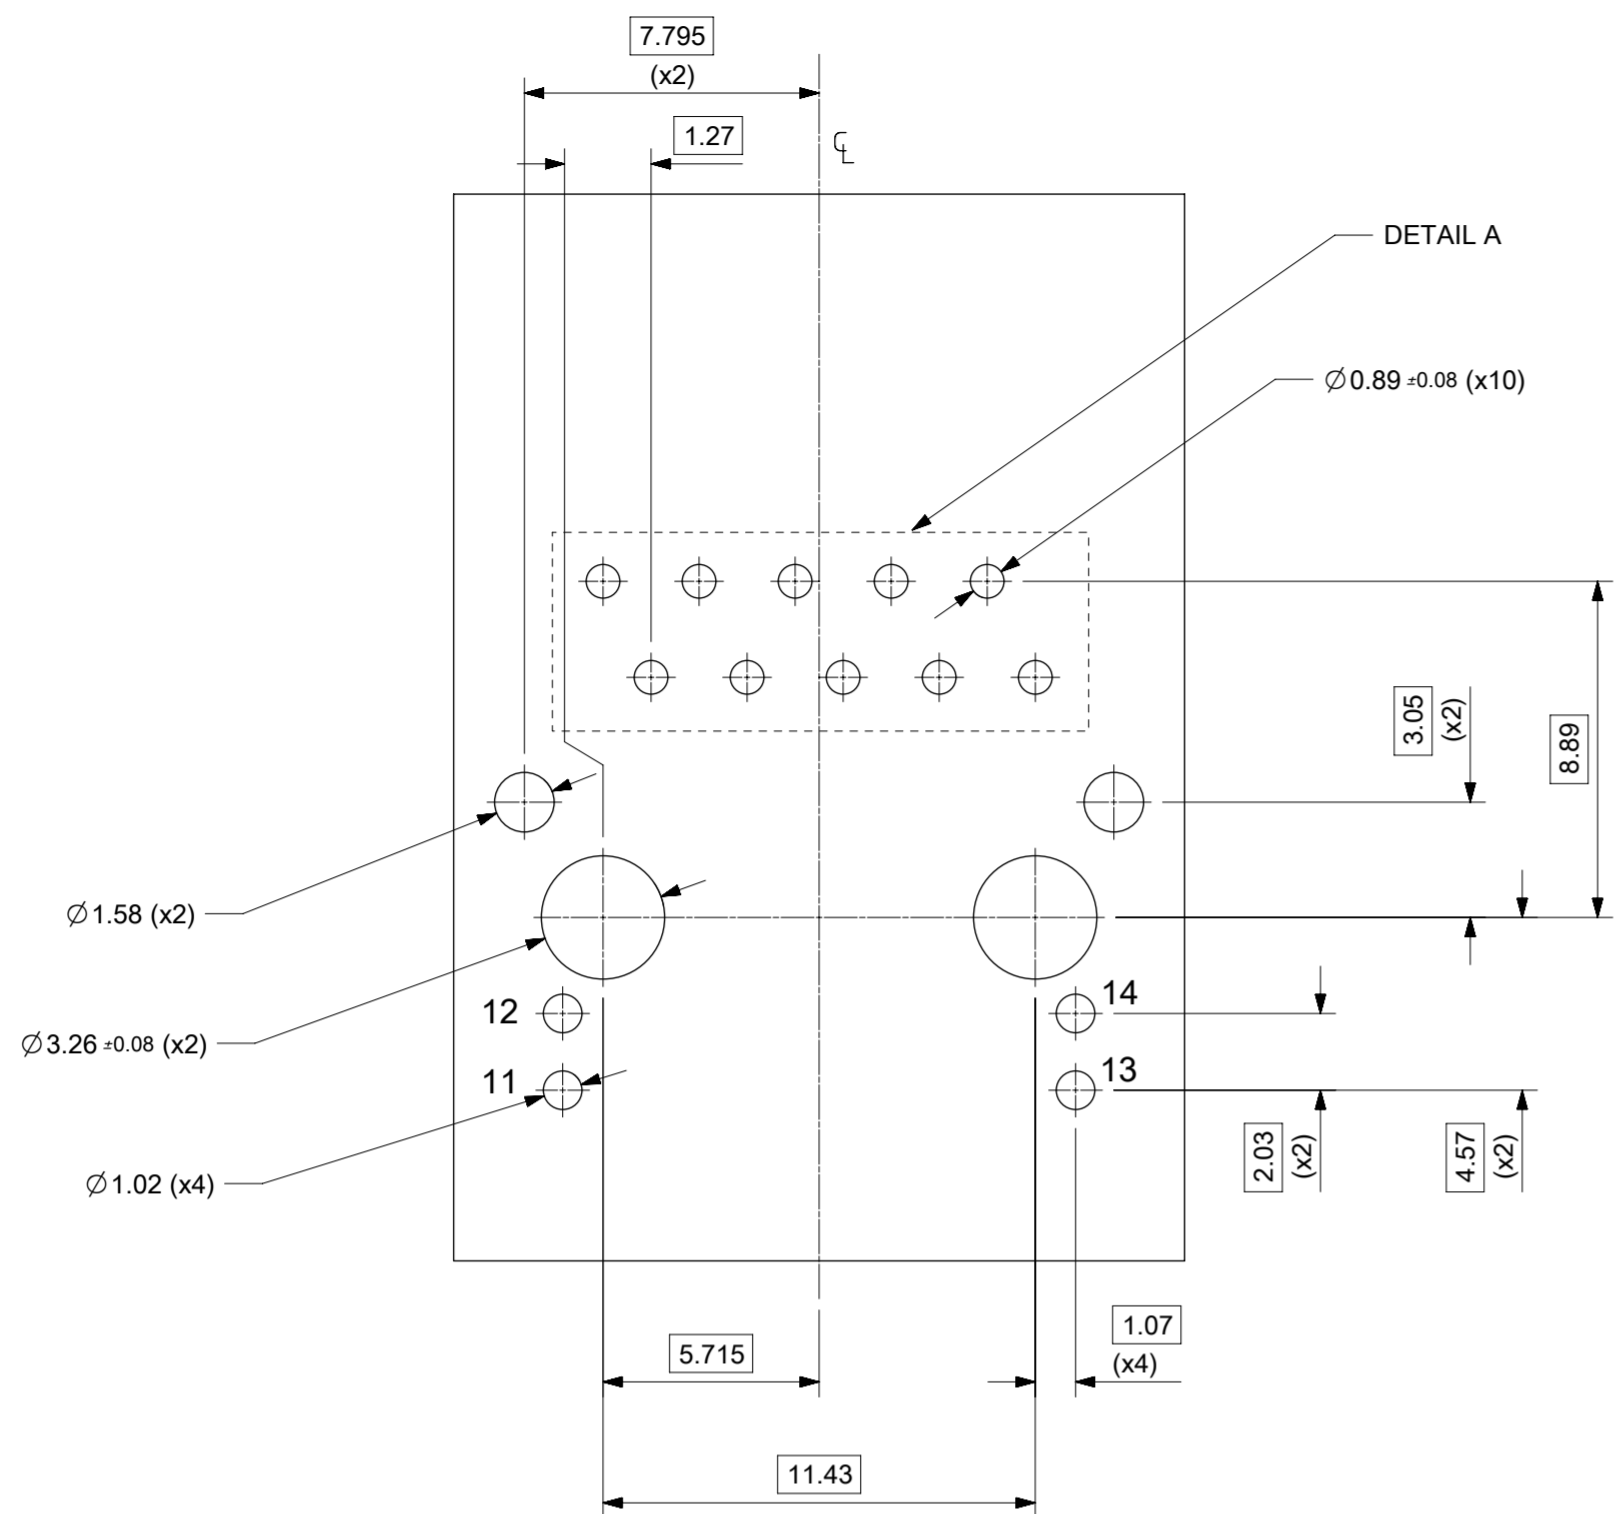 7.795
(x2)
1.27
℄
DETAIL A
∅0.89 ±0.08 (x10)
3.05
(x2)
8.89
∅1.58 (x2)
12
14
∅3.26 ±0.08 (x2)
11
13
2.03
(x2)
4.57
(x2)
∅1.02 (x4)
1.07
(x4)
5.715
11.43